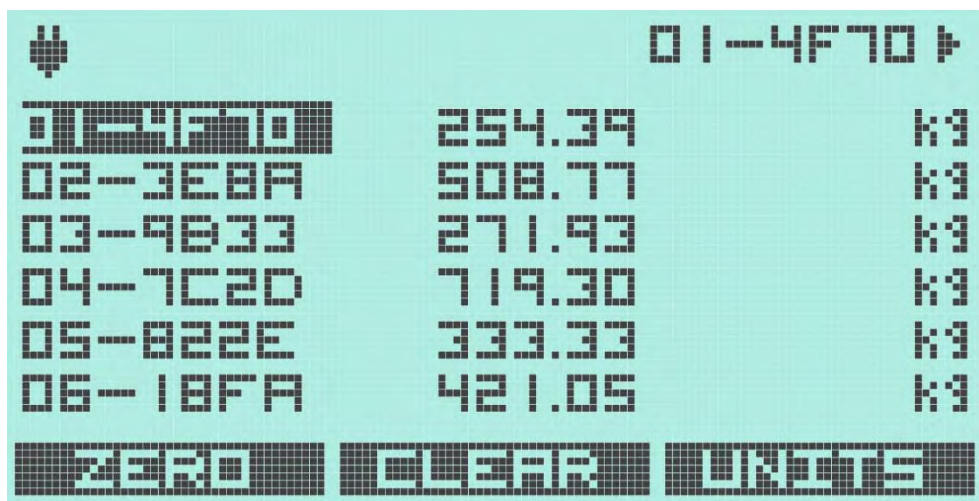 01-4F70
01-4F70 254.39 kg
02-3E8A 508.77 kg
03-9B33 271.93 kg
04-7C2D 719.30 kg
05-822E 333.33 kg
06-18FA 421.05 kg
ZERO CLEAR UNITS